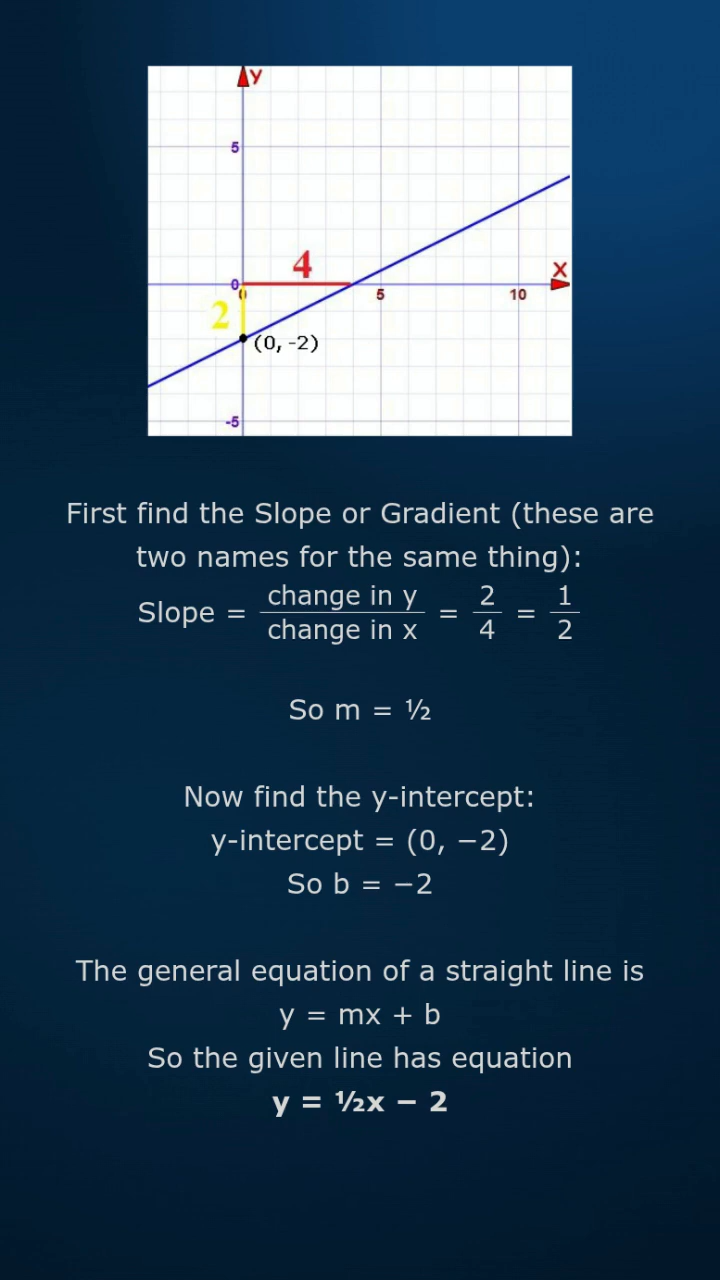 y
5
4
x
0
0
5
10
2
(0, -2)
-5
First find the Slope or Gradient (these are
two names for the same thing):
Slope = change in y / change in x = 2/4 = 1/2
So m = ½
Now find the y-intercept:
y-intercept = (0, −2)
So b = −2
The general equation of a straight line is
y = mx + b
So the given line has equation
y = ½x − 2